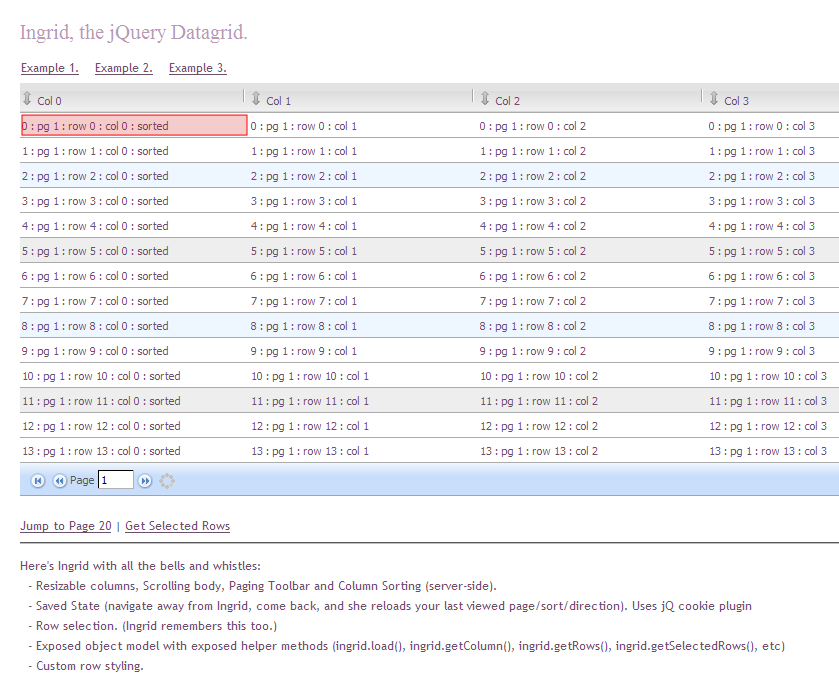 Ingrid, the jQuery Datagrid.
Example 1. Example 2. Example 3.
Col 0 Col 1 Col 2 Col 3
0 : pg 1 : row 0 : col 0 : sorted 0 : pg 1 : row 0 : col 1 0 : pg 1 : row 0 : col 2 0 : pg 1 : row 0 : col 3
1 : pg 1 : row 1 : col 0 : sorted 1 : pg 1 : row 1 : col 1 1 : pg 1 : row 1 : col 2 1 : pg 1 : row 1 : col 3
2 : pg 1 : row 2 : col 0 : sorted 2 : pg 1 : row 2 : col 1 2 : pg 1 : row 2 : col 2 2 : pg 1 : row 2 : col 3
3 : pg 1 : row 3 : col 0 : sorted 3 : pg 1 : row 3 : col 1 3 : pg 1 : row 3 : col 2 3 : pg 1 : row 3 : col 3
4 : pg 1 : row 4 : col 0 : sorted 4 : pg 1 : row 4 : col 1 4 : pg 1 : row 4 : col 2 4 : pg 1 : row 4 : col 3
5 : pg 1 : row 5 : col 0 : sorted 5 : pg 1 : row 5 : col 1 5 : pg 1 : row 5 : col 2 5 : pg 1 : row 5 : col 3
6 : pg 1 : row 6 : col 0 : sorted 6 : pg 1 : row 6 : col 1 6 : pg 1 : row 6 : col 2 6 : pg 1 : row 6 : col 3
7 : pg 1 : row 7 : col 0 : sorted 7 : pg 1 : row 7 : col 1 7 : pg 1 : row 7 : col 2 7 : pg 1 : row 7 : col 3
8 : pg 1 : row 8 : col 0 : sorted 8 : pg 1 : row 8 : col 1 8 : pg 1 : row 8 : col 2 8 : pg 1 : row 8 : col 3
9 : pg 1 : row 9 : col 0 : sorted 9 : pg 1 : row 9 : col 1 9 : pg 1 : row 9 : col 2 9 : pg 1 : row 9 : col 3
10 : pg 1 : row 10 : col 0 : sorted 10 : pg 1 : row 10 : col 1 10 : pg 1 : row 10 : col 2 10 : pg 1 : row 10 : col 3
11 : pg 1 : row 11 : col 0 : sorted 11 : pg 1 : row 11 : col 1 11 : pg 1 : row 11 : col 2 11 : pg 1 : row 11 : col 3
12 : pg 1 : row 12 : col 0 : sorted 12 : pg 1 : row 12 : col 1 12 : pg 1 : row 12 : col 2 12 : pg 1 : row 12 : col 3
13 : pg 1 : row 13 : col 0 : sorted 13 : pg 1 : row 13 : col 1 13 : pg 1 : row 13 : col 2 13 : pg 1 : row 13 : col 3
Page 1
Jump to Page 20 | Get Selected Rows
Here's Ingrid with all the bells and whistles:
- Resizable columns, Scrolling body, Paging Toolbar and Column Sorting (server-side).
- Saved State (navigate away from Ingrid, come back, and she reloads your last viewed page/sort/direction). Uses jQ cookie plugin
- Row selection. (Ingrid remembers this too.)
- Exposed object model with exposed helper methods (ingrid.load(), ingrid.getColumn(), ingrid.getRows(), ingrid.getSelectedRows(), etc)
- Custom row styling.